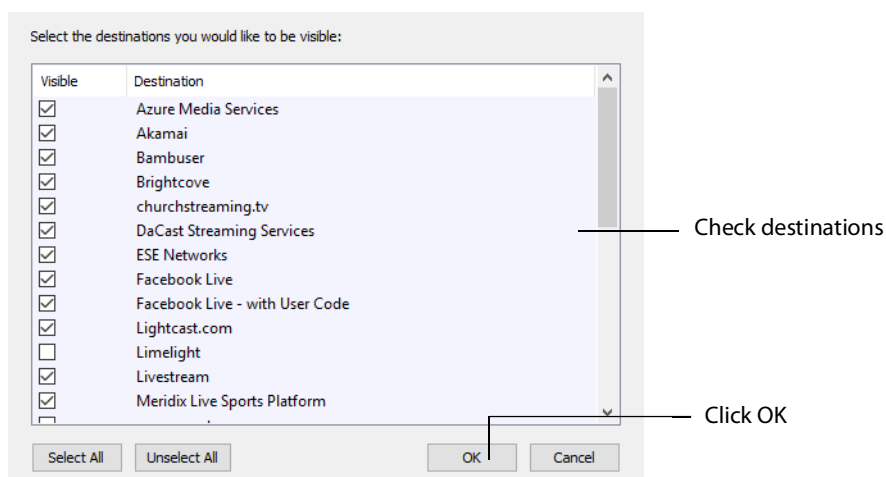 Select the destinations you would like to be visible:
Visible Destination
Azure Media Services
Akamai
Bambuser
Brightcove
churchstreaming.tv
DaCast Streaming Services
Check destinations
ESE Networks
Facebook Live
Facebook Live - with User Code
Lightcast.com
Limelight
Livestream
Meridix Live Sports Platform
Click OK
Select All Unselect All OK Cancel